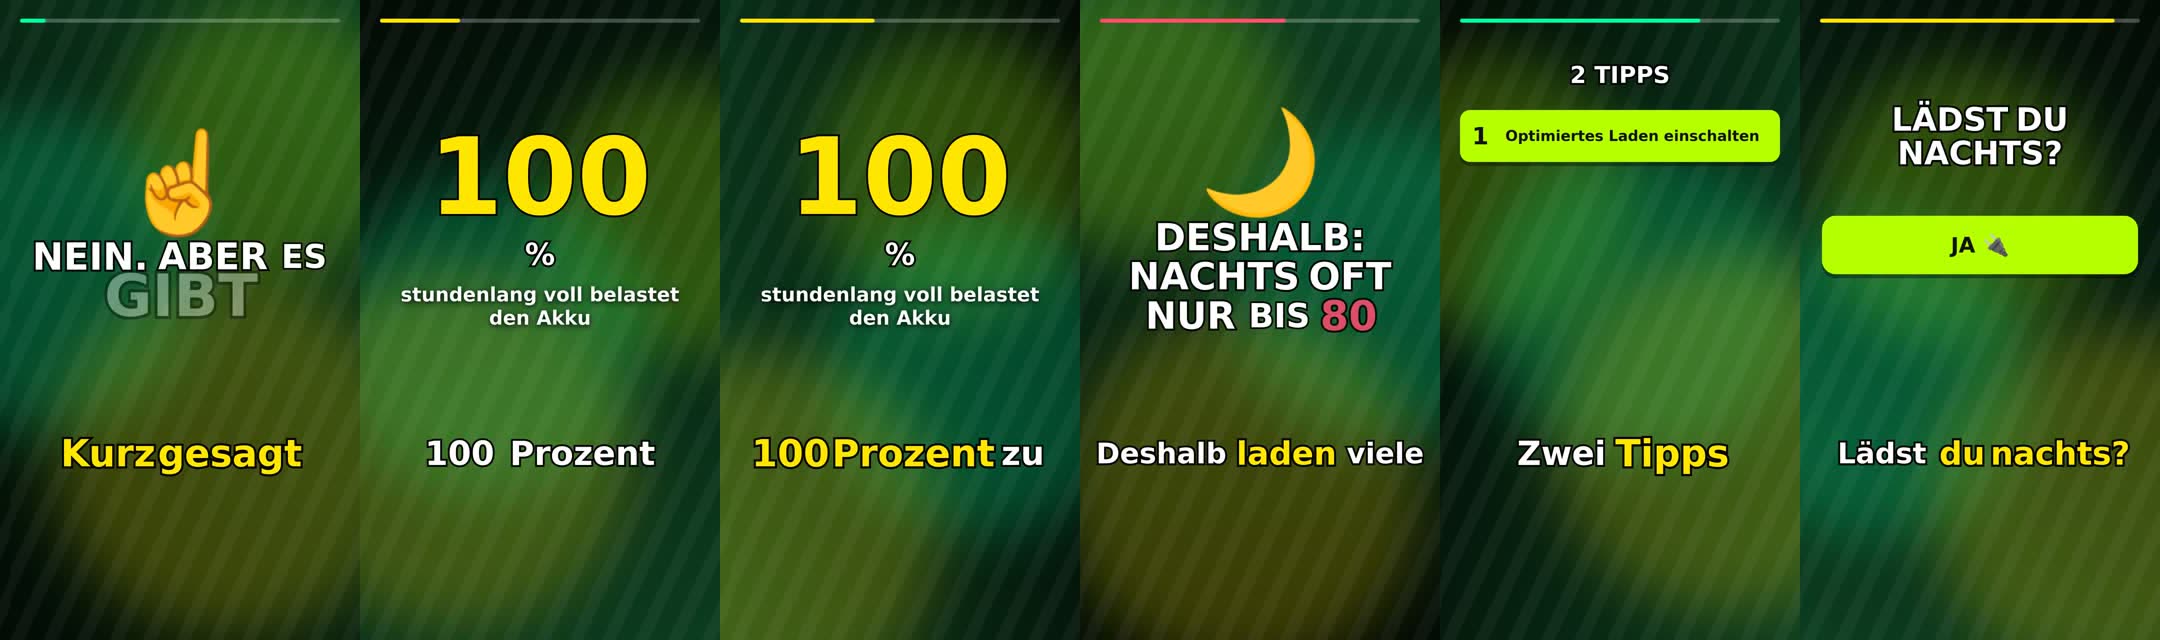 NEIN. ABER ES
GIBT
Kurzgesagt
100
%
stundenlang voll belastet
den Akku
100 Prozent
100
%
stundenlang voll belastet
den Akku
100 Prozent zu
DESHALB:
NACHTS OFT
NUR BIS 80
Deshalb laden viele
2 TIPPS
1 Optimiertes Laden einschalten
Zwei Tipps
LÄDST DU
NACHTS?
JA
Lädst du nachts?